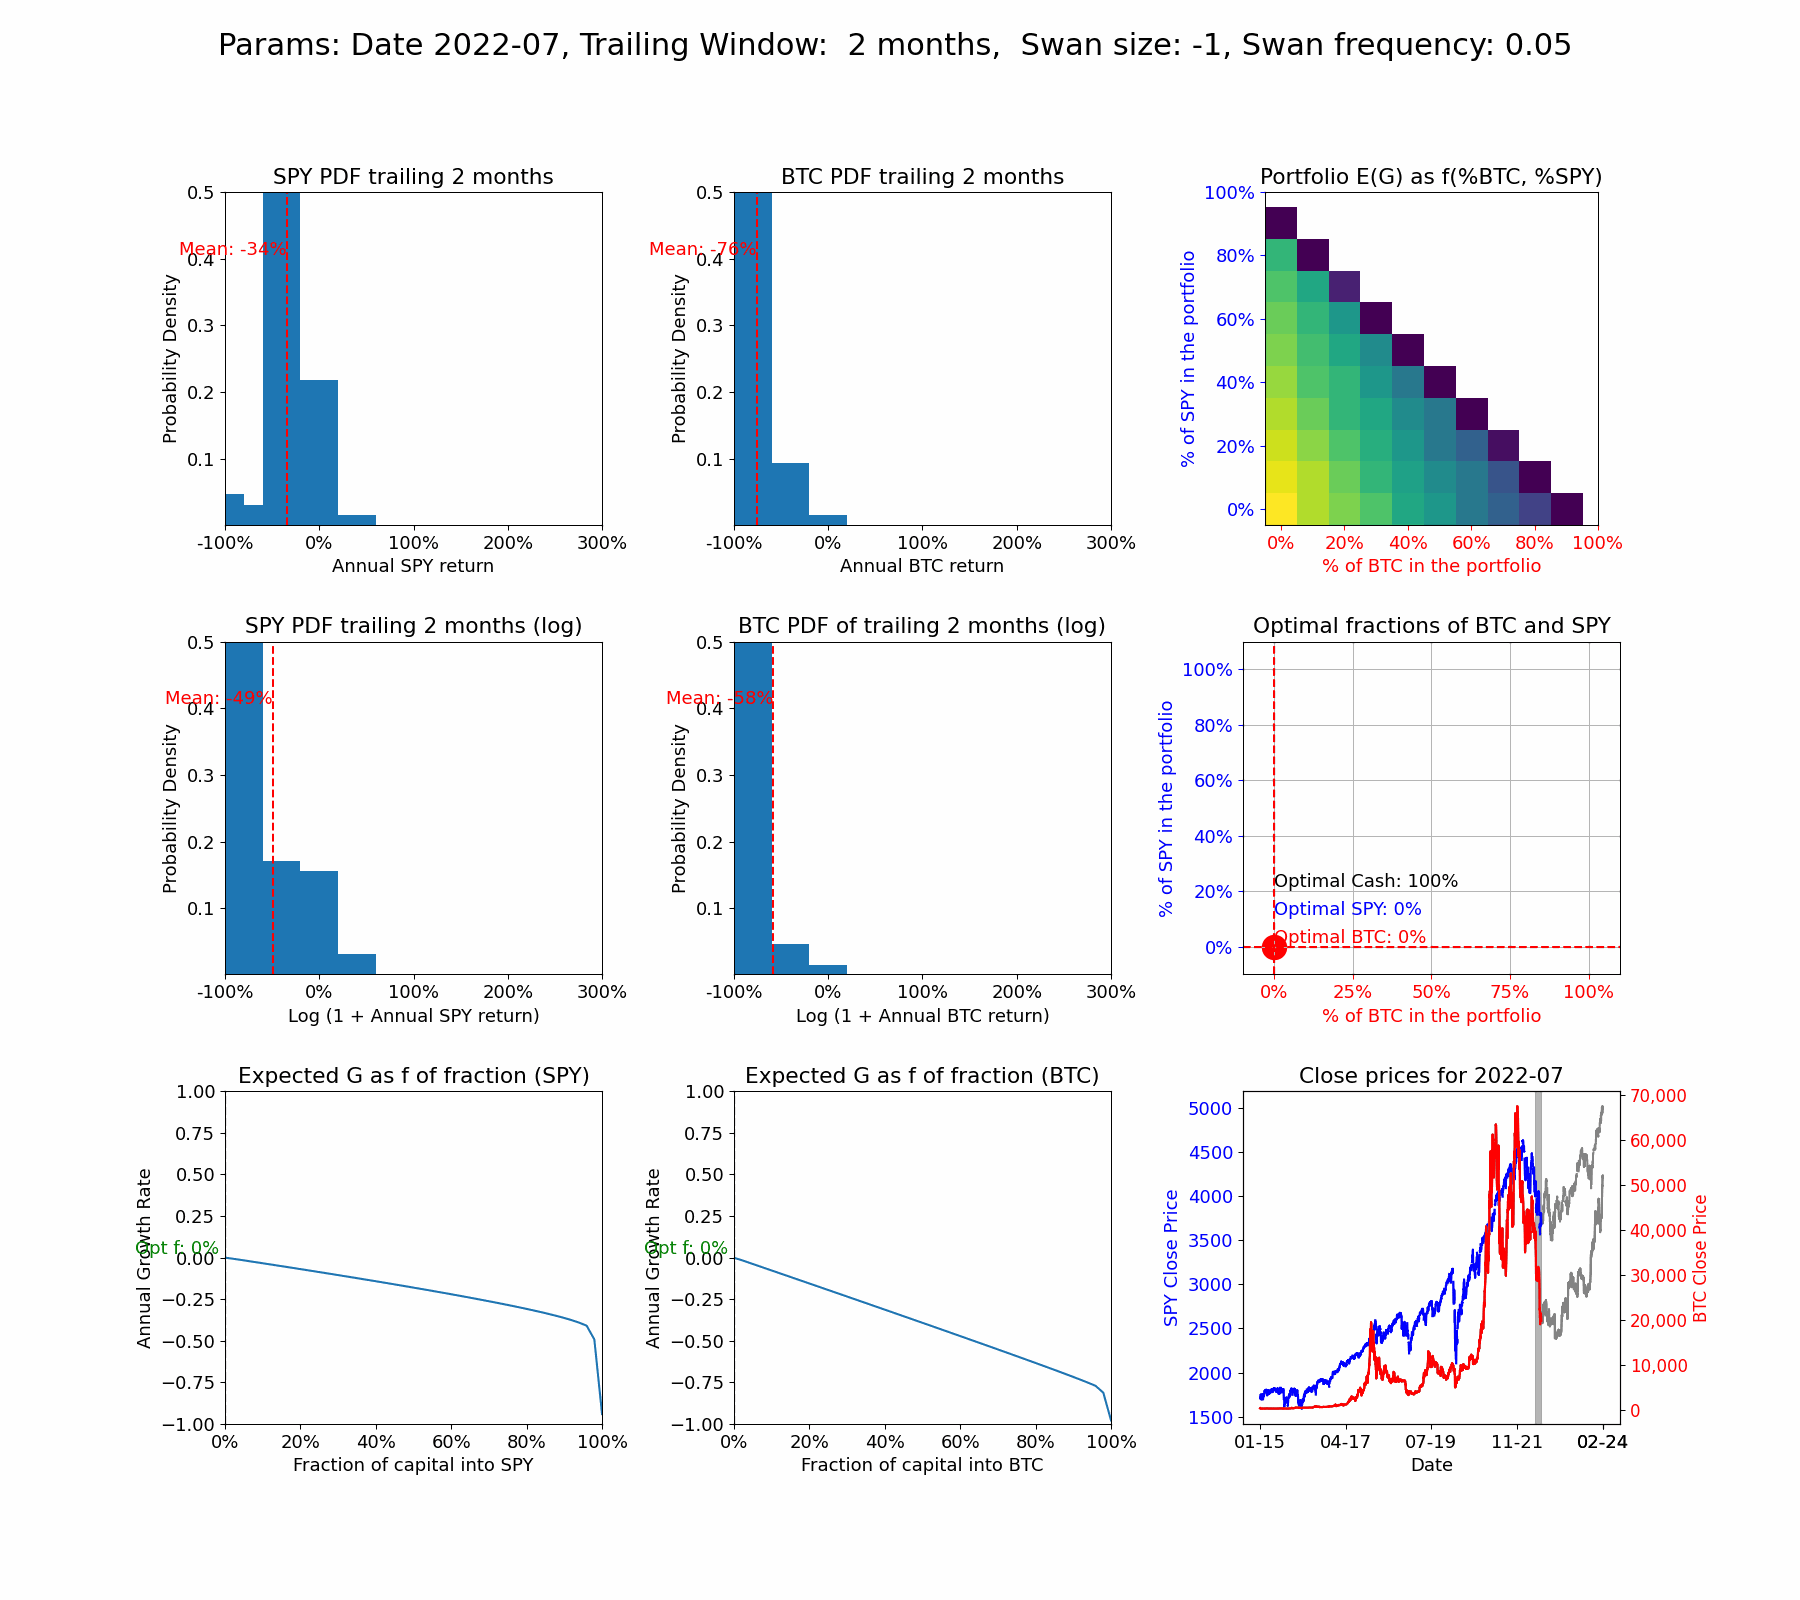 Params: Date 2022-07, Trailing Window:  2 months,  Swan size: -1, Swan frequency: 0.05
SPY PDF trailing 2 months
0.5
0.4
0.3
0.2
0.1
Probability Density
Mean: -34%
-100% 0% 100% 200% 300%
Annual SPY return
BTC PDF trailing 2 months
0.5
0.4
0.3
0.2
0.1
Probability Density
Mean: -76%
-100% 0% 100% 200% 300%
Annual BTC return
Portfolio E(G) as f(%BTC, %SPY)
100%
80%
60%
40%
20%
0%
% of SPY in the portfolio
0% 20% 40% 60% 80% 100%
% of BTC in the portfolio
SPY PDF trailing 2 months (log)
0.5
0.4
0.3
0.2
0.1
Probability Density
Mean: -49%
-100% 0% 100% 200% 300%
Log (1 + Annual SPY return)
BTC PDF of trailing 2 months (log)
0.5
0.4
0.3
0.2
0.1
Probability Density
Mean: -58%
-100% 0% 100% 200% 300%
Log (1 + Annual BTC return)
Optimal fractions of BTC and SPY
100%
80%
60%
40%
20%
0%
% of SPY in the portfolio
Optimal Cash: 100%
Optimal SPY: 0%
Optimal BTC: 0%
0% 25% 50% 75% 100%
% of BTC in the portfolio
Expected G as f of fraction (SPY)
1.00
0.75
0.50
0.25
0.00
−0.25
−0.50
−0.75
−1.00
Annual Growth Rate
Opt f: 0%
0% 20% 40% 60% 80% 100%
Fraction of capital into SPY
Expected G as f of fraction (BTC)
1.00
0.75
0.50
0.25
0.00
−0.25
−0.50
−0.75
−1.00
Annual Growth Rate
Opt f: 0%
0% 20% 40% 60% 80% 100%
Fraction of capital into BTC
Close prices for 2022-07
5000
4500
4000
3500
3000
2500
2000
1500
SPY Close Price
70,000
60,000
50,000
40,000
30,000
20,000
10,000
0
BTC Close Price
01-15 04-17 07-19 11-21 02-24
Date